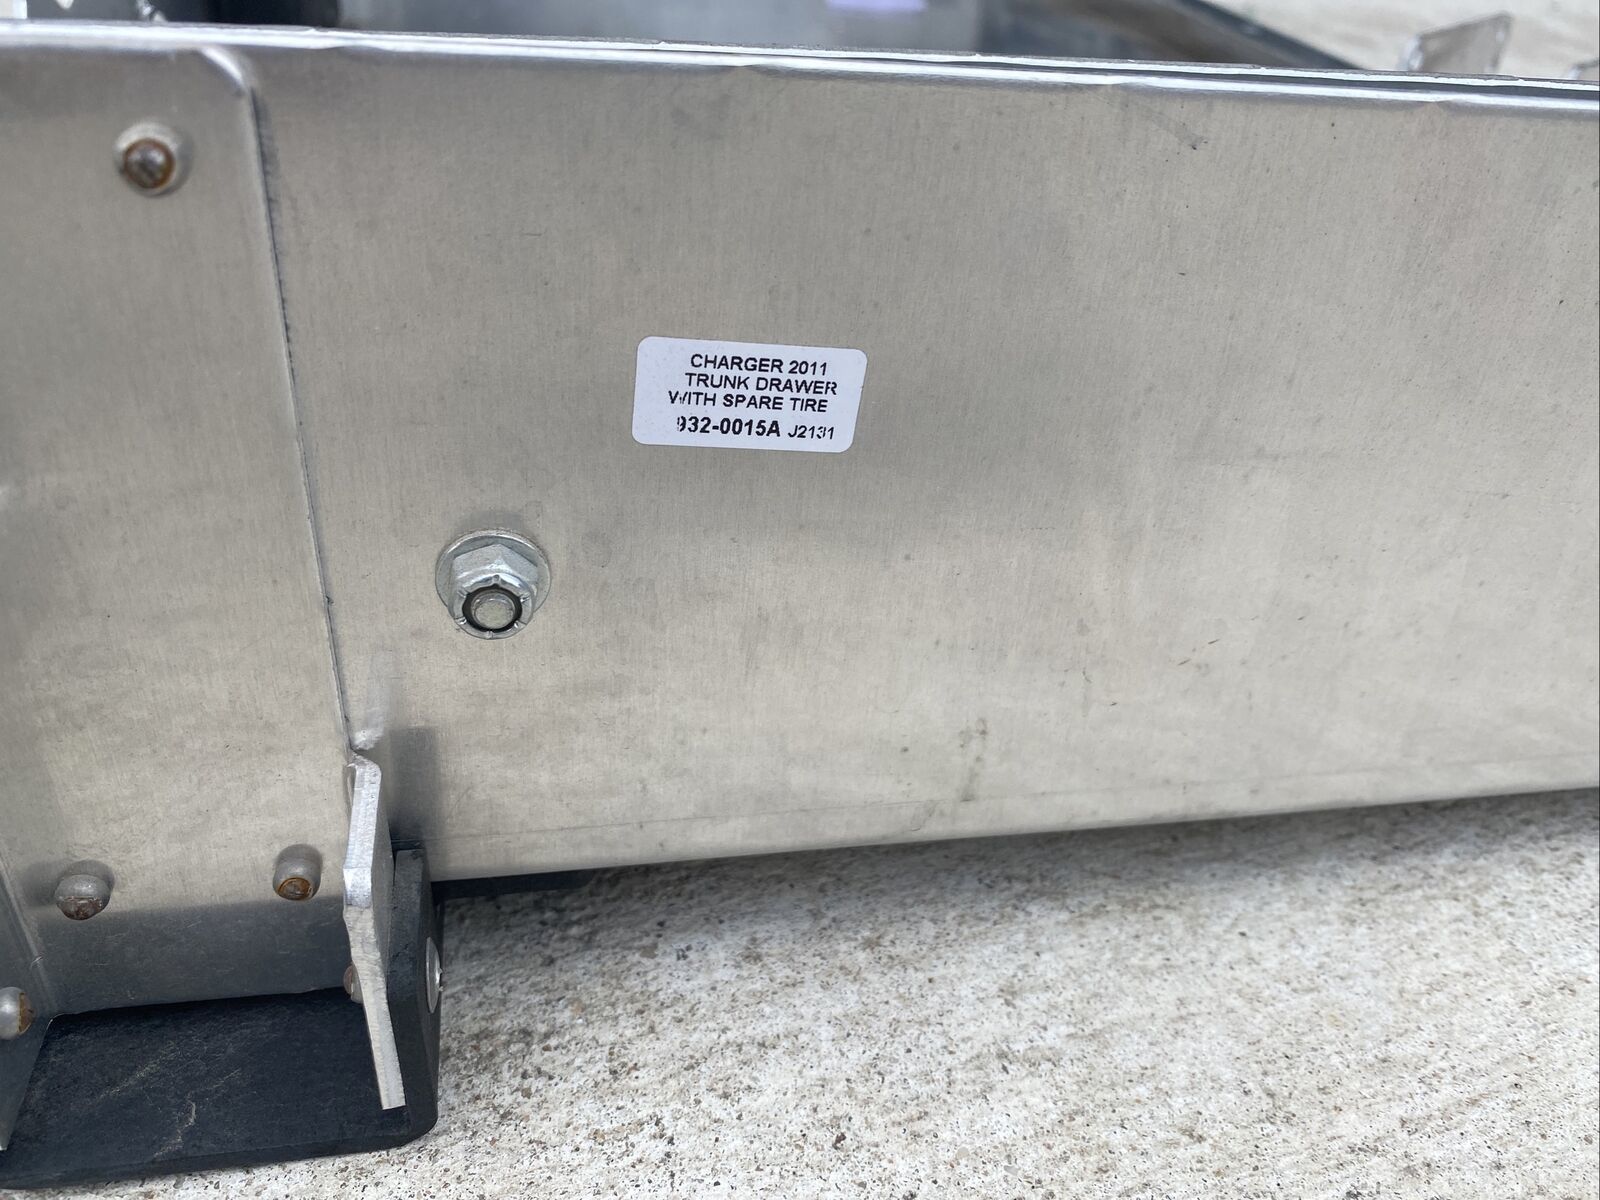 CHARGER 2011
TRUNK DRAWER
WITH SPARE TIRE
932-0015A J2131